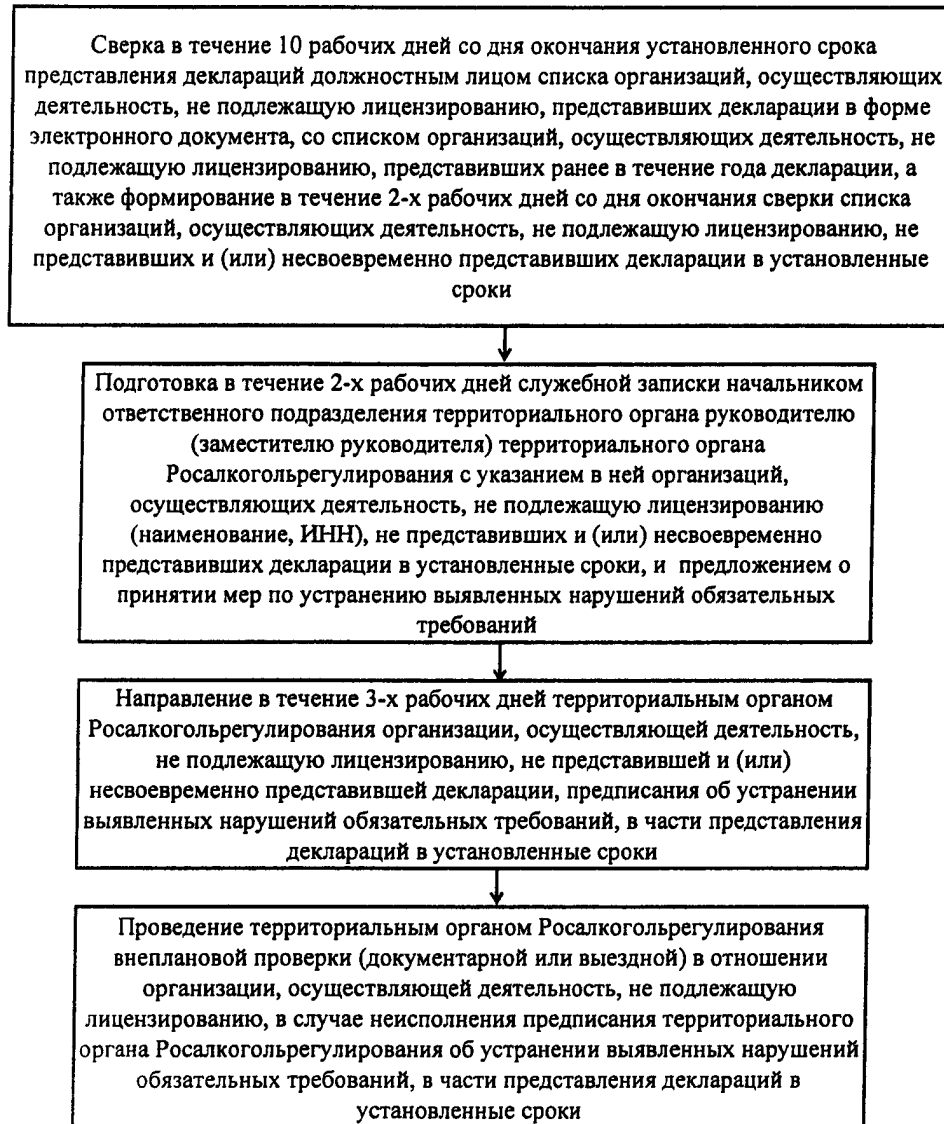 Сверка в течение 10 рабочих дней со дня окончания установленного срока
представления деклараций должностным лицом списка организаций, осуществляющих
деятельность, не подлежащую лицензированию, представивших декларации в форме
электронного документа, со списком организаций, осуществляющих деятельность, не
подлежащую лицензированию, представивших ранее в течение года декларации, а
также формирование в течение 2-х рабочих дней со дня окончания сверки списка
организаций, осуществляющих деятельность, не подлежащую лицензированию, не
представивших и (или) несвоевременно представивших декларации в установленные
сроки
Подготовка в течение 2-х рабочих дней служебной записки начальником
ответственного подразделения территориального органа руководителю
(заместителю руководителя) территориального органа
Росалкогольрегулирования с указанием в ней организаций,
осуществляющих деятельность, не подлежащую лицензированию
(наименование, ИНН), не представивших и (или) несвоевременно
представивших декларации в установленные сроки, и предложением о
принятии мер по устранению выявленных нарушений обязательных
требований
Направление в течение 3-х рабочих дней территориальным органом
Росалкогольрегулирования организации, осуществляющей деятельность,
не подлежащую лицензированию, не представившей и (или)
несвоевременно представившей декларации, предписания об устранении
выявленных нарушений обязательных требований, в части представления
деклараций в установленные сроки
Проведение территориальным органом Росалкогольрегулирования
внеплановой проверки (документарной или выездной) в отношении
организации, осуществляющей деятельность, не подлежащую
лицензированию, в случае неисполнения предписания территориального
органа Росалкогольрегулирования об устранении выявленных нарушений
обязательных требований, в части представления деклараций в
установленные сроки